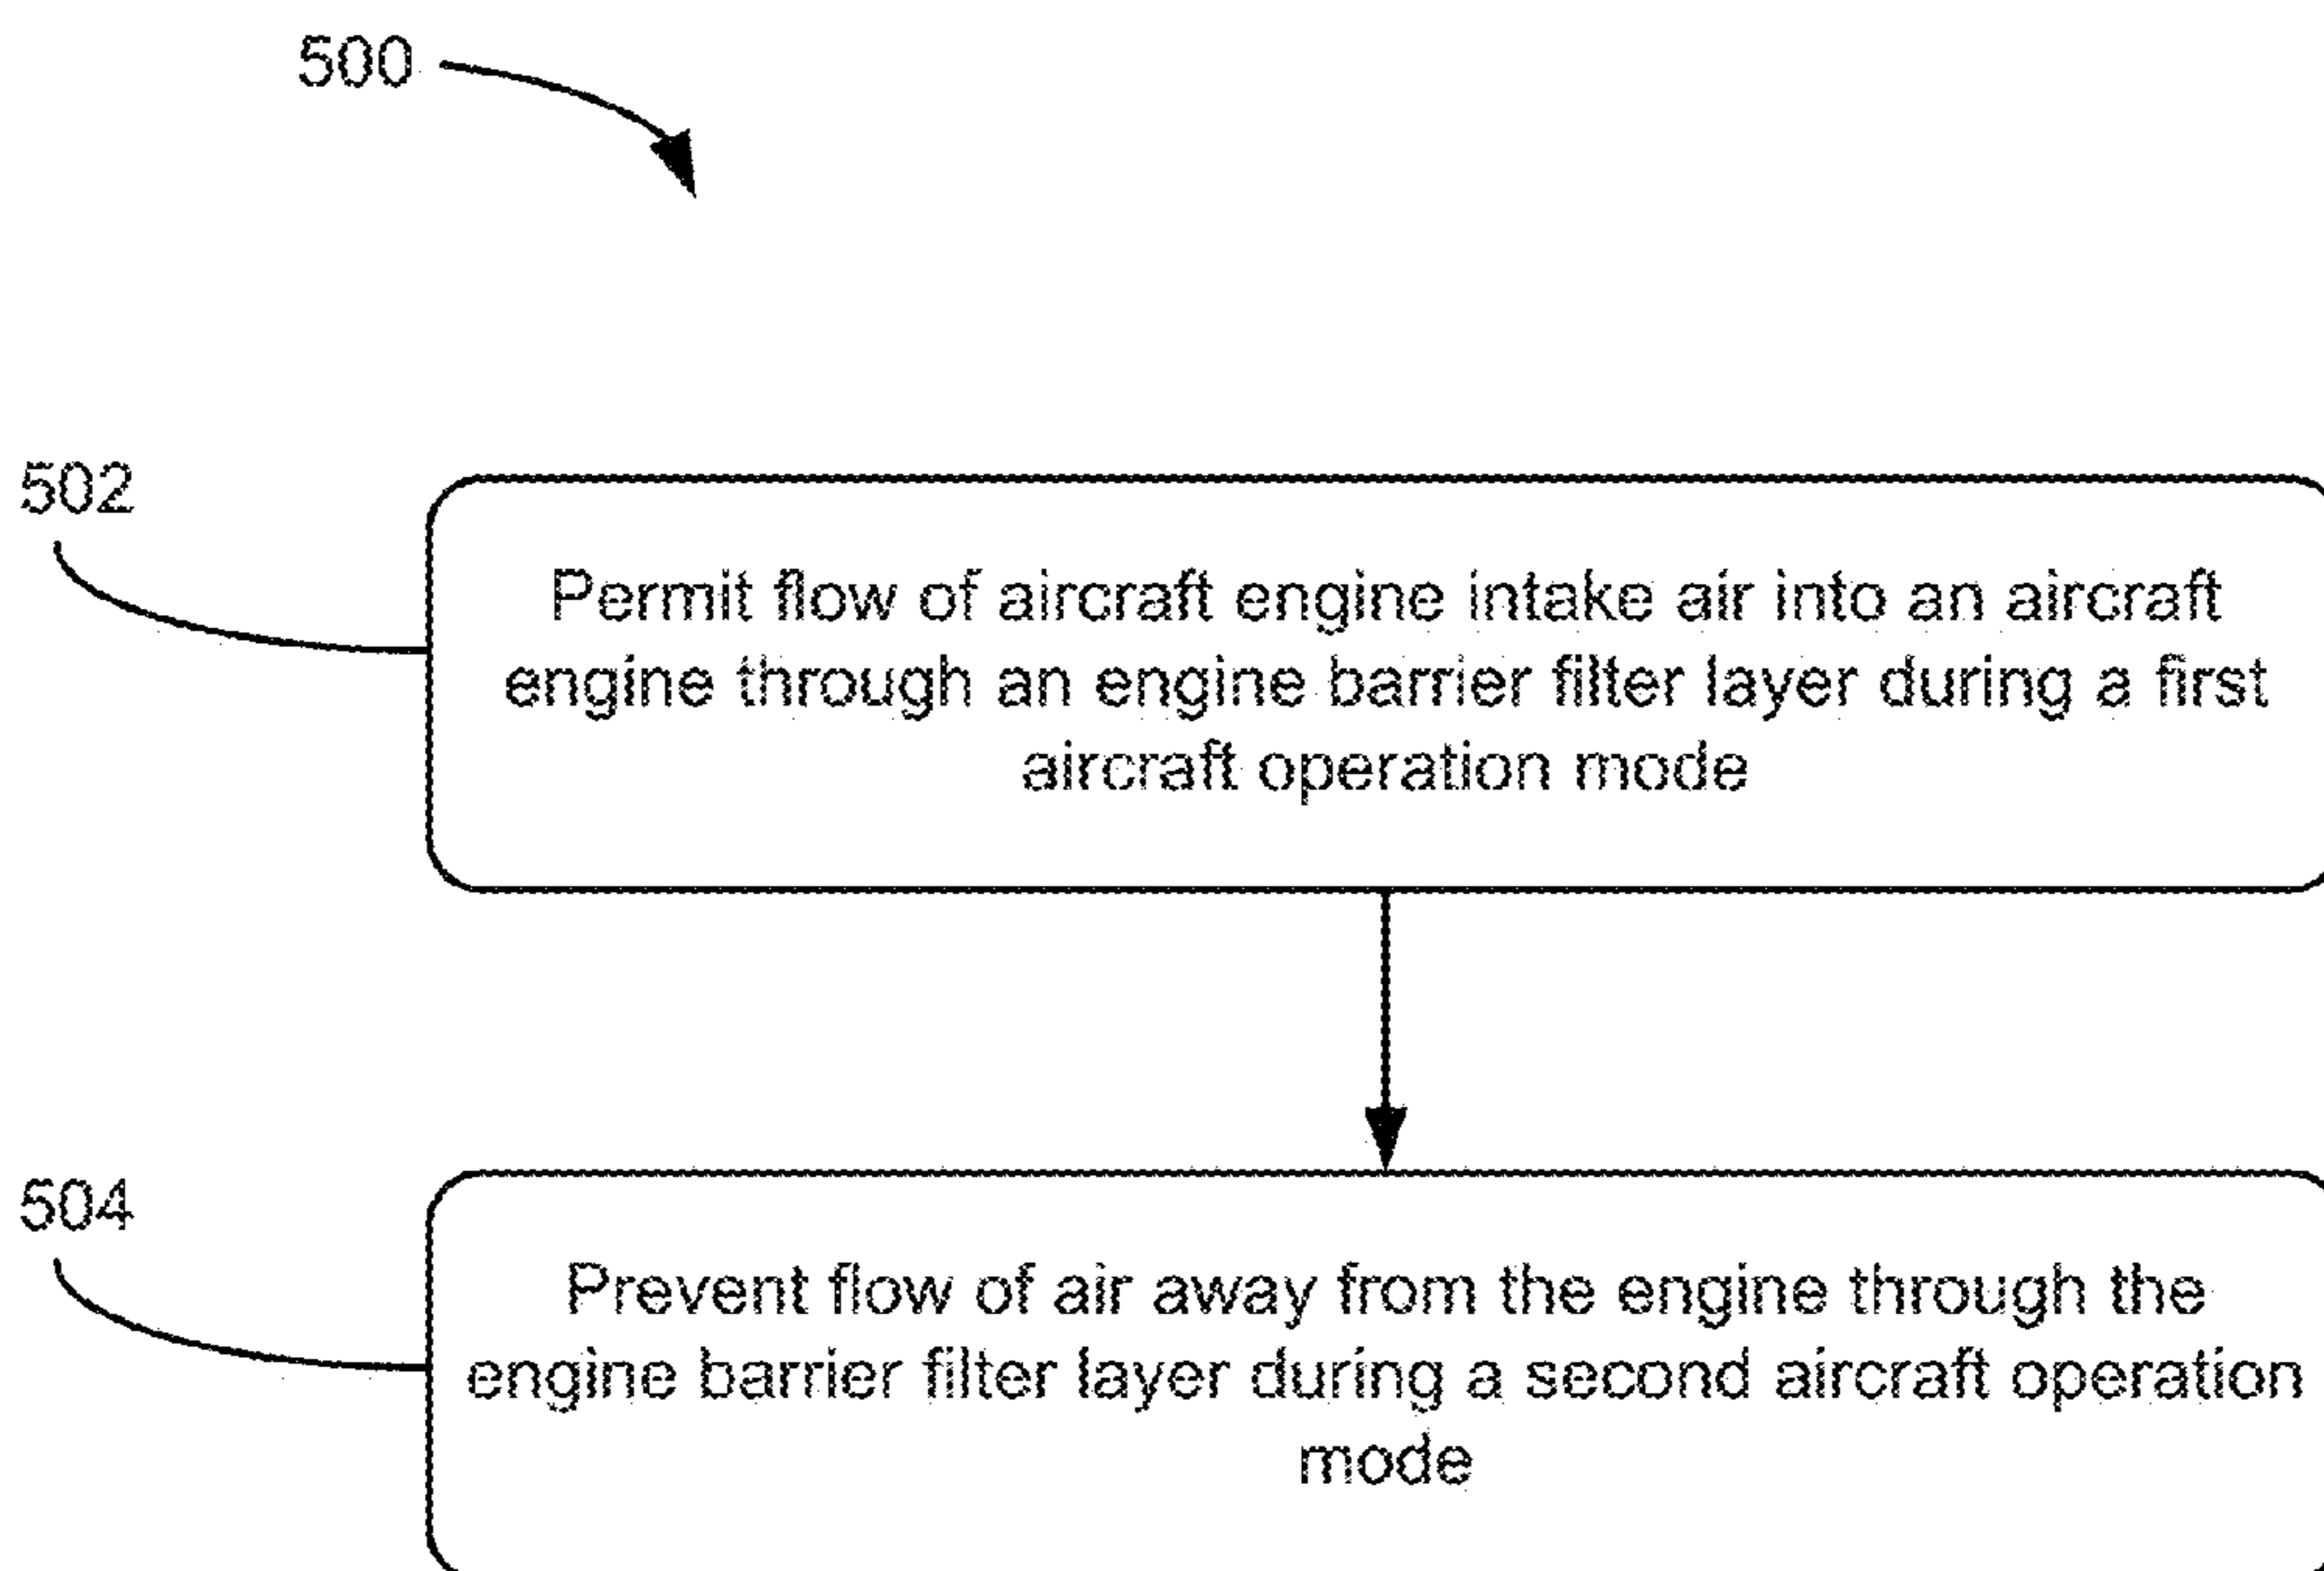 500
502
Permit flow of aircraft engine intake air into an aircraft
engine through an engine barrier filter layer during a first
aircraft operation mode
504
Prevent flow of air away from the engine through the
engine barrier filter layer during a second aircraft operation
mode